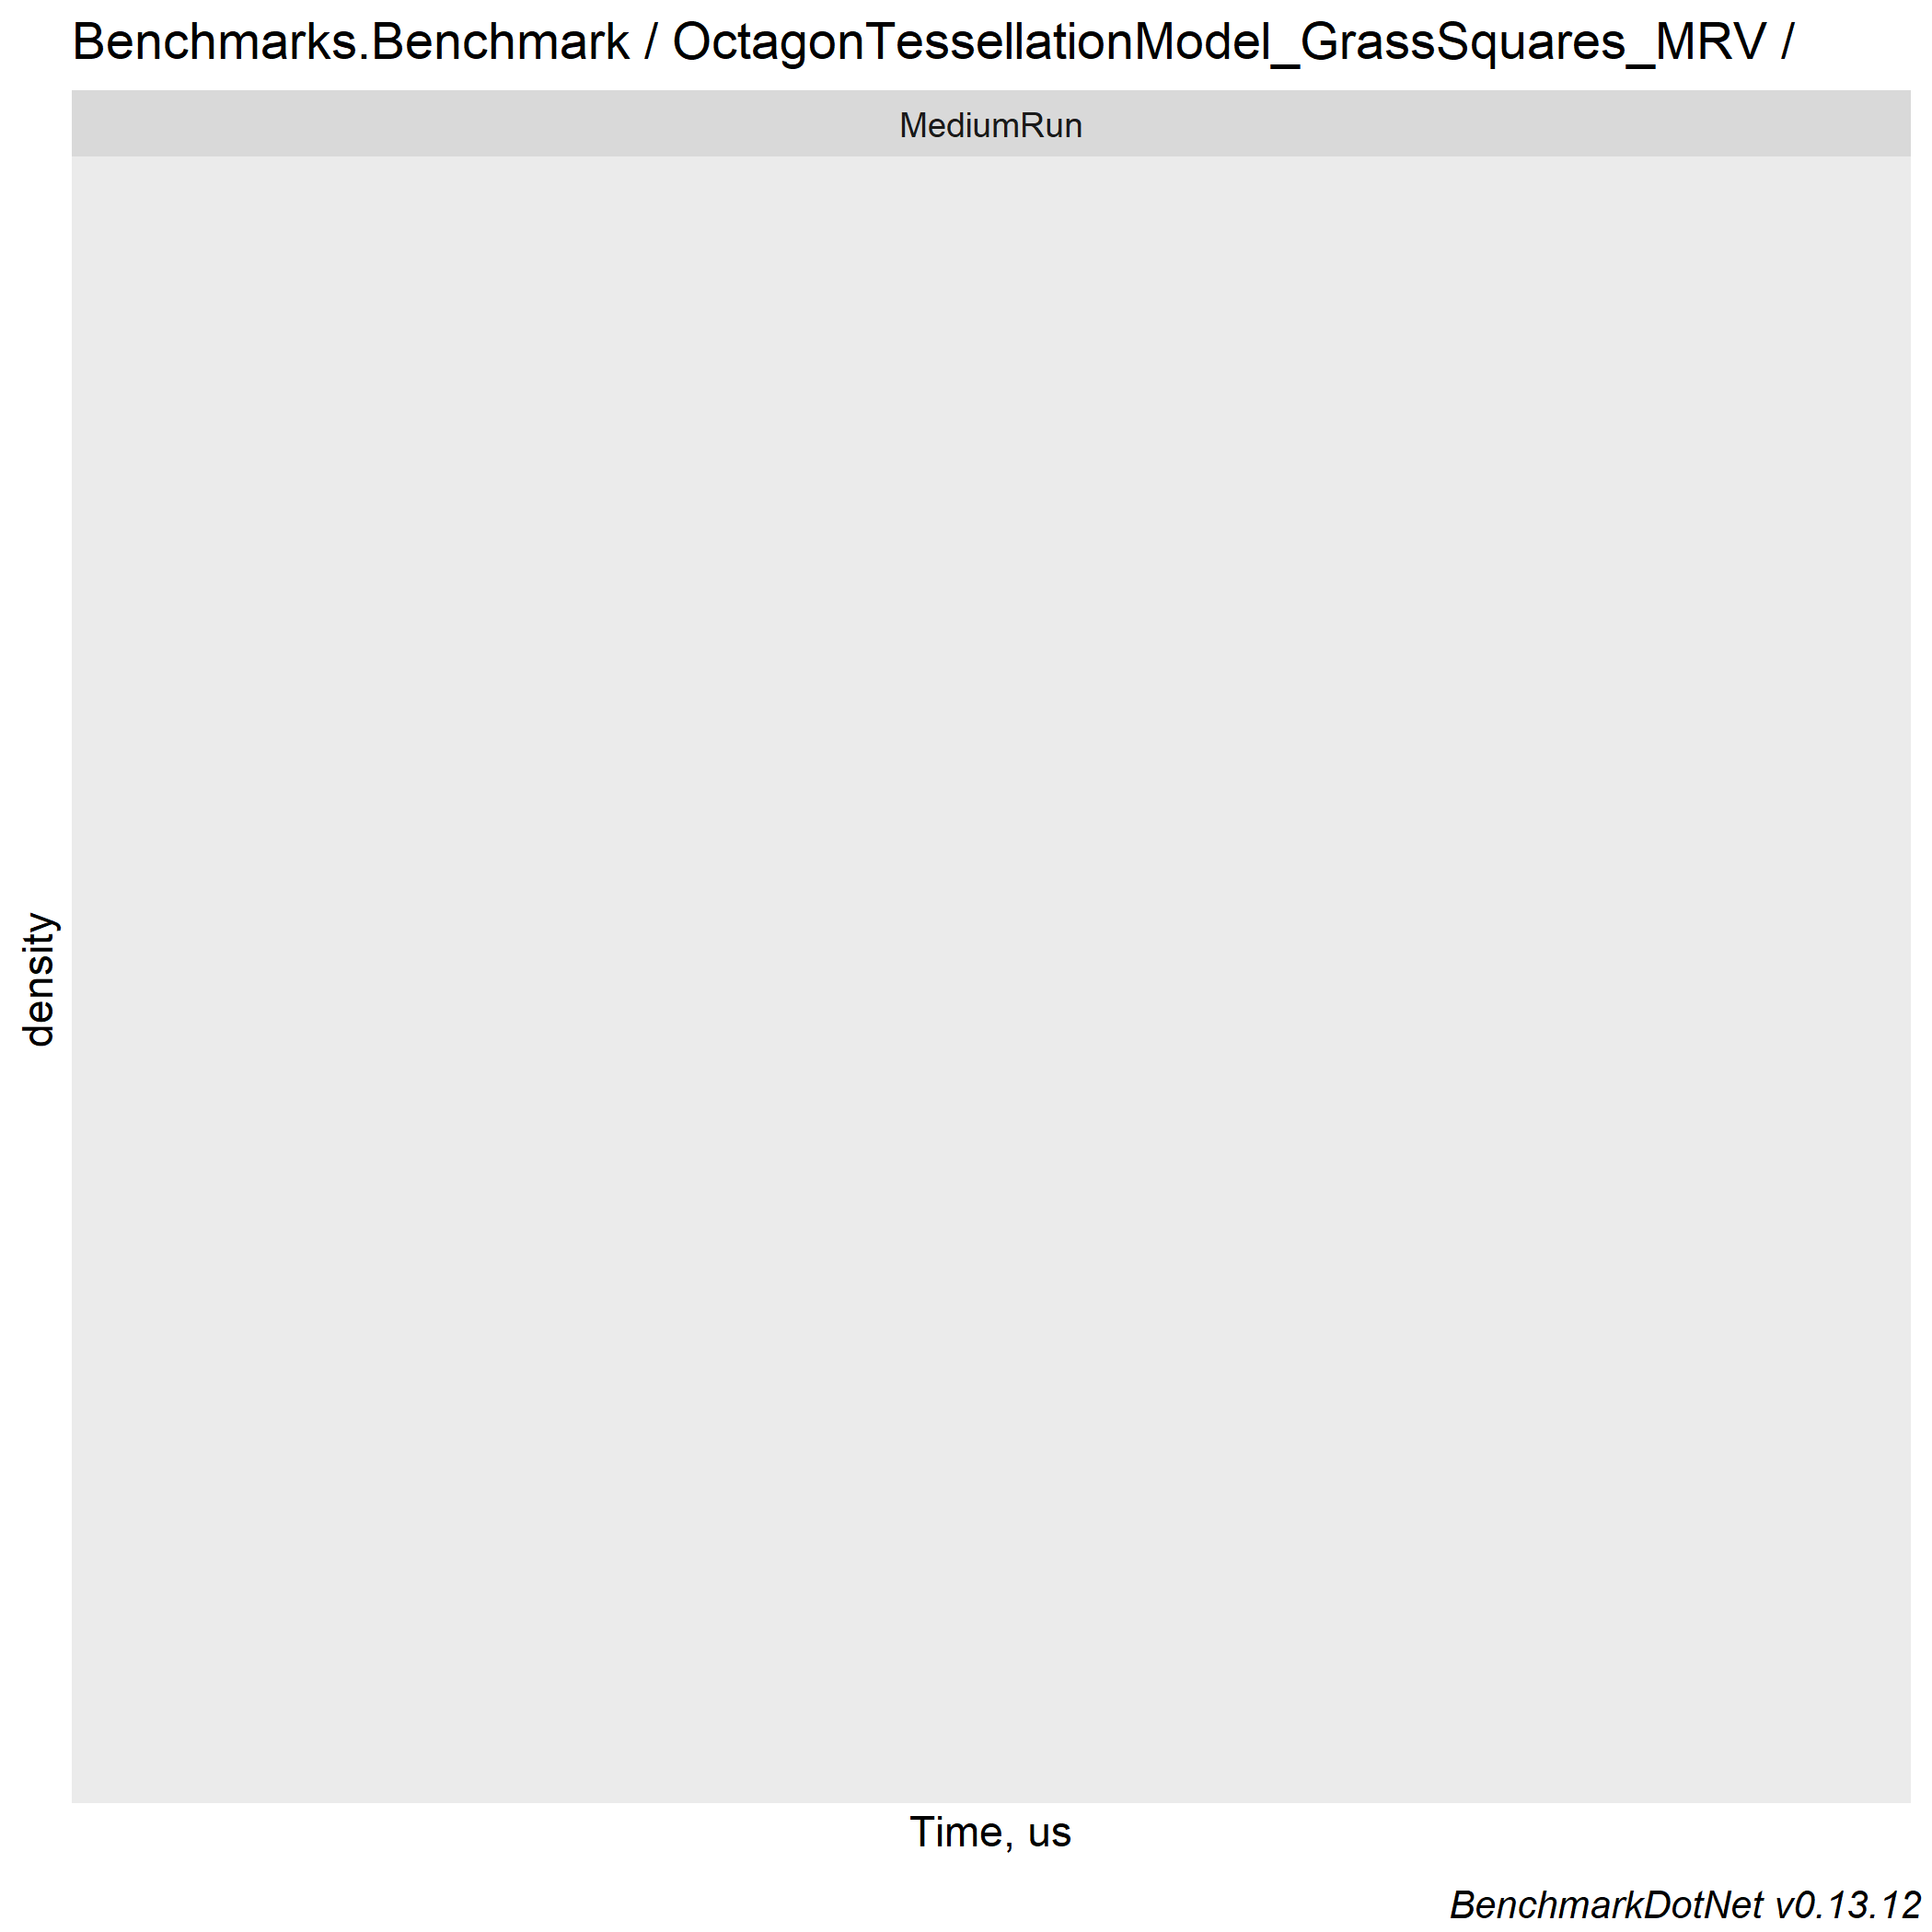 Benchmarks.Benchmark / OctagonTessellationModel_GrassSquares_MRV /
MediumRun
density
Time, us
BenchmarkDotNet v0.13.12